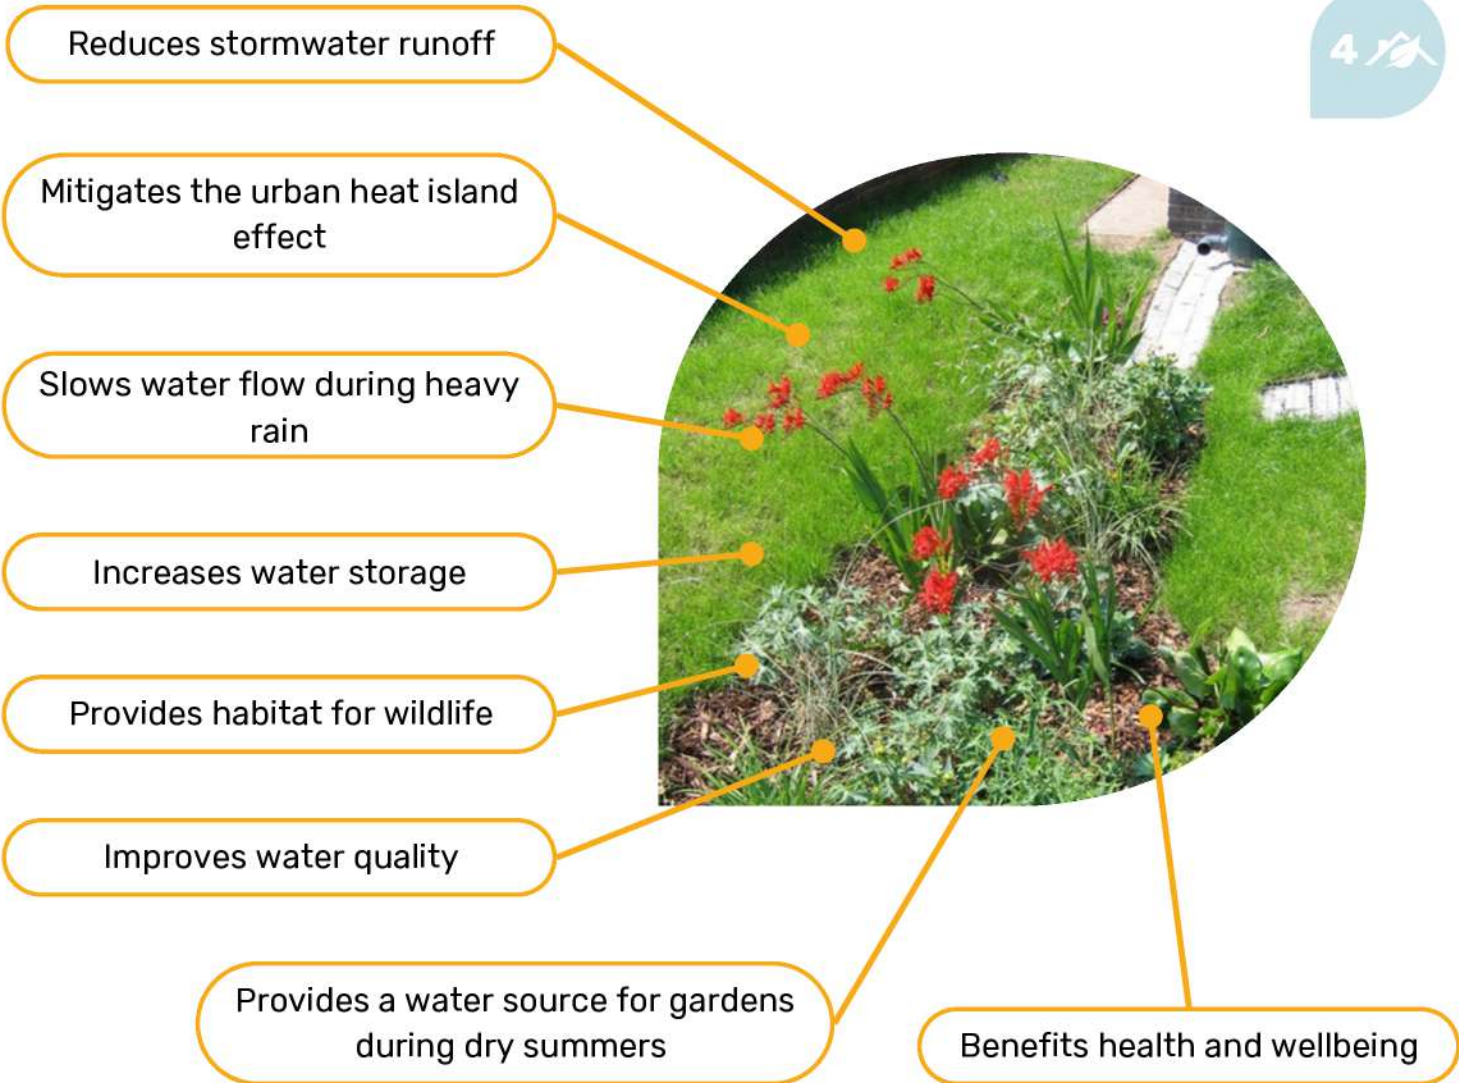 4
Reduces stormwater runoff
Mitigates the urban heat island
effect
Slows water flow during heavy
rain
Increases water storage
Provides habitat for wildlife
Improves water quality
Provides a water source for gardens
during dry summers
Benefits health and wellbeing